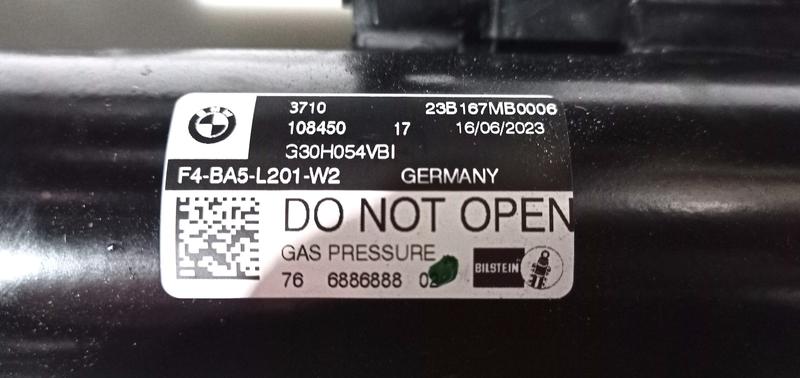 3710 23B167MB0006
108450 17 16/06/2023
G30H054VBI
F4-BA5-L201-W2 GERMANY
DO NOT OPEN
GAS PRESSURE
76 6886888 02
BILSTEIN